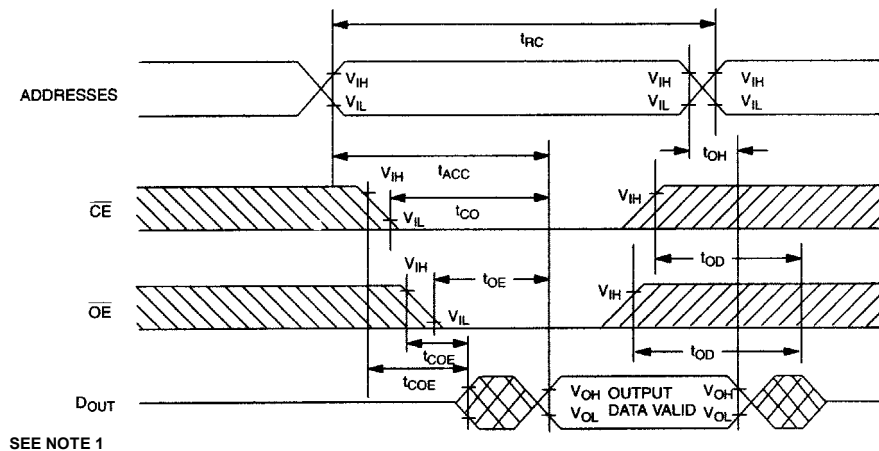 tRC
ADDRESSES
VIH
VIL
VIH
VIL
VIH
VIL
tOH
tACC
CE
VIH
VIL
tCO
VIH
tOD
OE
VIH
VIL
tOE
VIH
tOD
tCOE
tCOE
DOUT
VOH
VOL
OUTPUT
DATA VALID
VOH
VOL
SEE NOTE 1